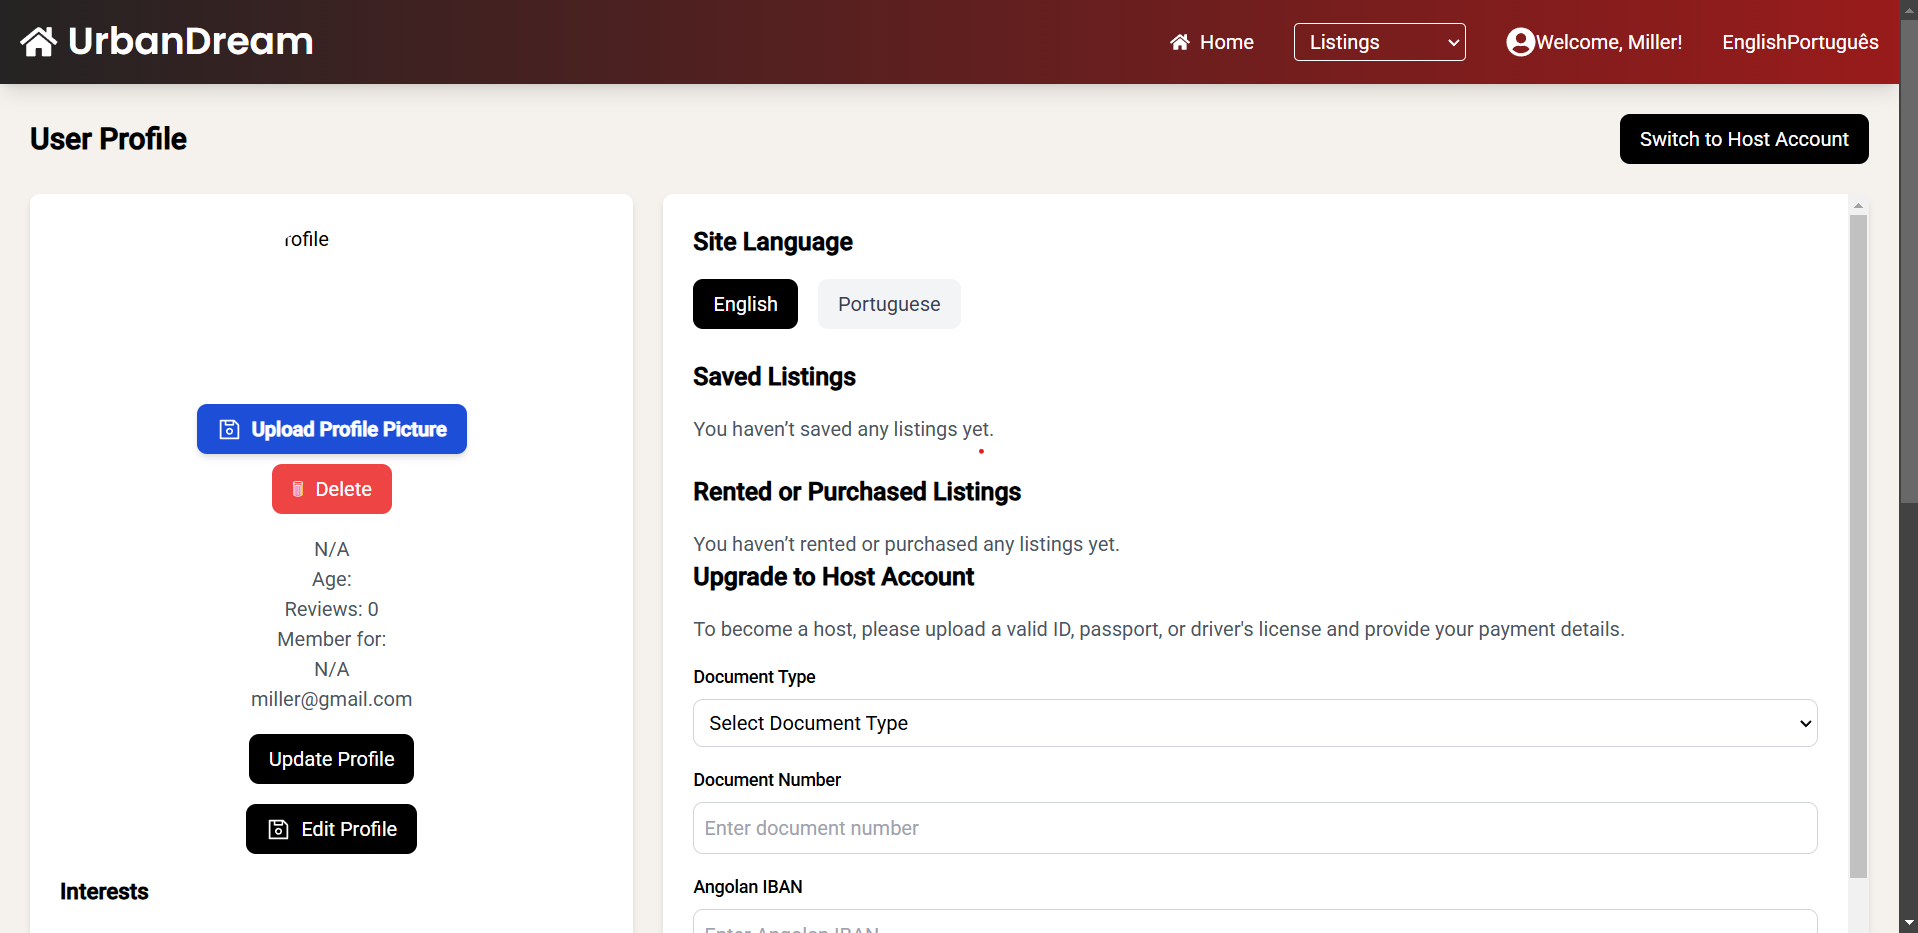 UrbanDream
Home
Listings
Welcome, Miller!
EnglishPortuguês
User Profile
Switch to Host Account
rofile
Upload Profile Picture
Delete
N/A
Age:
Reviews: 0
Member for:
N/A
miller@gmail.com
Update Profile
Edit Profile
Interests
Site Language
English
Portuguese
Saved Listings
You haven’t saved any listings yet.
Rented or Purchased Listings
You haven’t rented or purchased any listings yet.
Upgrade to Host Account
To become a host, please upload a valid ID, passport, or driver's license and provide your payment details.
Document Type
Select Document Type
Document Number
Enter document number
Angolan IBAN
Enter Angolan IBAN